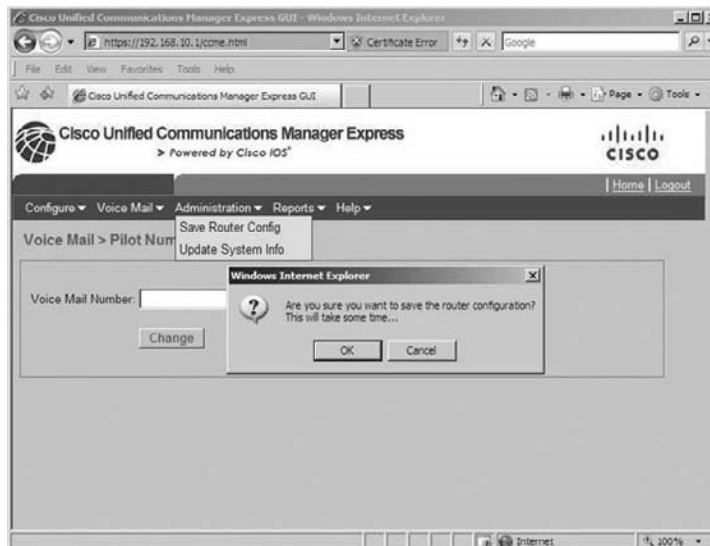 Cisco Unified Communications Manager Express GUI - Windows Internet Explorer
https://192.168.10.1/ccme.html
Certificate Error
Google
File Edit View Favorites Tools Help
Cisco Unified Communications Manager Express GUI
Page
Tools
Cisco Unified Communications Manager Express
> Powered by Cisco IOS®
CISCO
Home | Logout
Configure Voice Mail Administration Reports Help
Save Router Config
Update System Info
Voice Mail > Pilot Num
Windows Internet Explorer
Are you sure you want to save the router configuration?
This will take some time...
OK Cancel
Voice Mail Number:
Change
Internet
100%